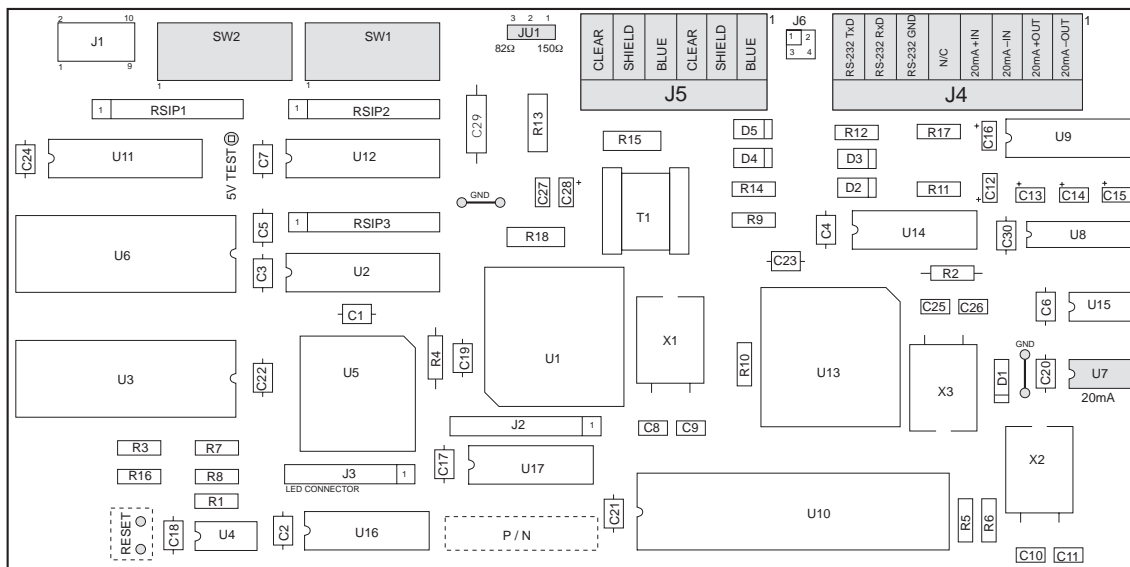 2 10
J1
1 9
SW2
1
SW1
1
3 2 1
JU1
82Ω 150Ω
CLEAR
SHIELD
BLUE
CLEAR
SHIELD
BLUE
1
J5
J6
1 2
3 4
RS-232 TxD
RS-232 RxD
RS-232 GND
N/C
20mA +IN
20mA –IN
20mA +OUT
20mA –OUT
1
J4
1 RSIP1
1 RSIP2
C29
R13
R15
D5
R12
R17
+
C16
U9
C24
U11
5V TEST
C7
U12
D4
D3
GND
C27
C28
+
T1
R14
D2
R11
C12
+
+
C13
+
C14
+
C15
U6
C5
1 RSIP3
R18
R9
C4
U14
C30
U8
C3
U2
C23
R2
C1
C25
C26
C6
U15
U3
C22
U5
R4
C19
U1
X1
R10
U13
X3
D1
GND
C20
U7
20mA
J2 1
C8
C9
R3
R7
R16
R8
J3 1
LED CONNECTOR
C17
U17
X2
R1
RESET
C18
U4
C2
U16
P / N
C21
U10
R5
R6
C10
C11